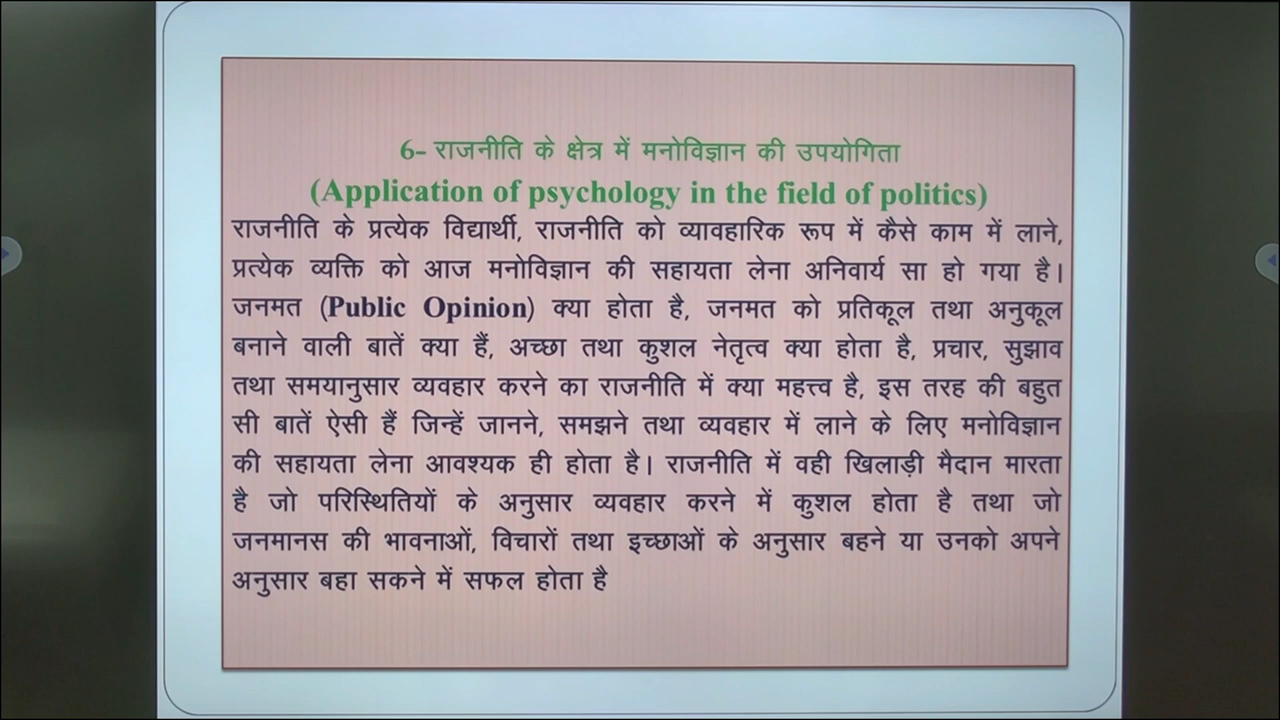 6- राजनीति के क्षेत्र में मनोविज्ञान की उपयोगिता
(Application of psychology in the field of politics)
राजनीति के प्रत्येक विद्यार्थी, राजनीति को व्यावहारिक रूप में कैसे काम में लाने,
प्रत्येक व्यक्ति को आज मनोविज्ञान की सहायता लेना अनिवार्य सा हो गया है।
जनमत (Public Opinion) क्या होता है, जनमत को प्रतिकूल तथा अनुकूल
बनाने वाली बातें क्या हैं, अच्छा तथा कुशल नेतृत्व क्या होता है, प्रचार, सुझाव
तथा समयानुसार व्यवहार करने का राजनीति में क्या महत्त्व है, इस तरह की बहुत
सी बातें ऐसी हैं जिन्हें जानने, समझने तथा व्यवहार में लाने के लिए मनोविज्ञान
की सहायता लेना आवश्यक ही होता है। राजनीति में वही खिलाड़ी मैदान मारता
है जो परिस्थितियों के अनुसार व्यवहार करने में कुशल होता है तथा जो
जनमानस की भावनाओं, विचारों तथा इच्छाओं के अनुसार बहने या उनको अपने
अनुसार बहा सकने में सफल होता है